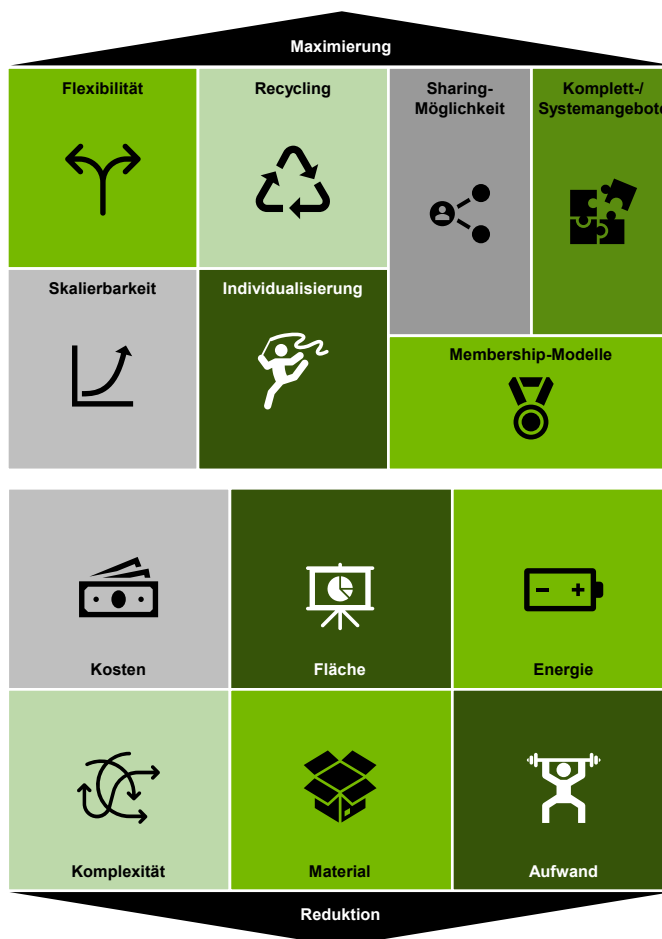 Maximierung
Flexibilität
Recycling
Sharing-
Möglichkeit
Komplett-/
Systemangebote
Skalierbarkeit
Individualisierung
Membership-Modelle
Kosten
Fläche
Energie
Komplexität
Material
Aufwand
Reduktion